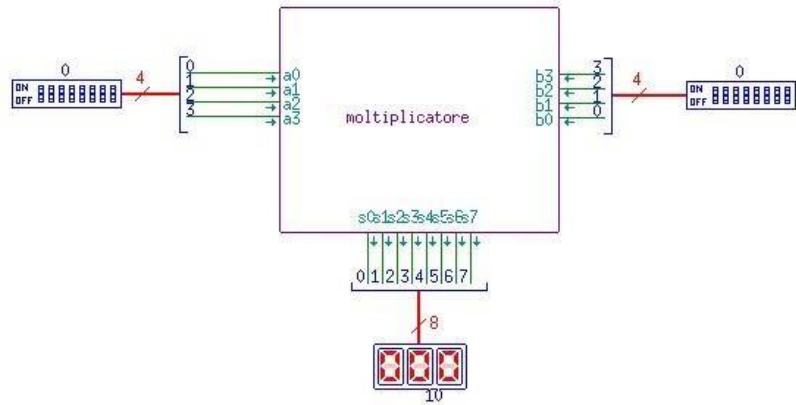 0
ON
OFF
4
0
1
2
3
a0
a1
a2
a3
moltiplicatore
b3
b2
b1
b0
3
2
1
0
4
0
ON
OFF
s0s1s2s3s4s5s6s7
0 1 2 3 4 5 6 7
8
000
10